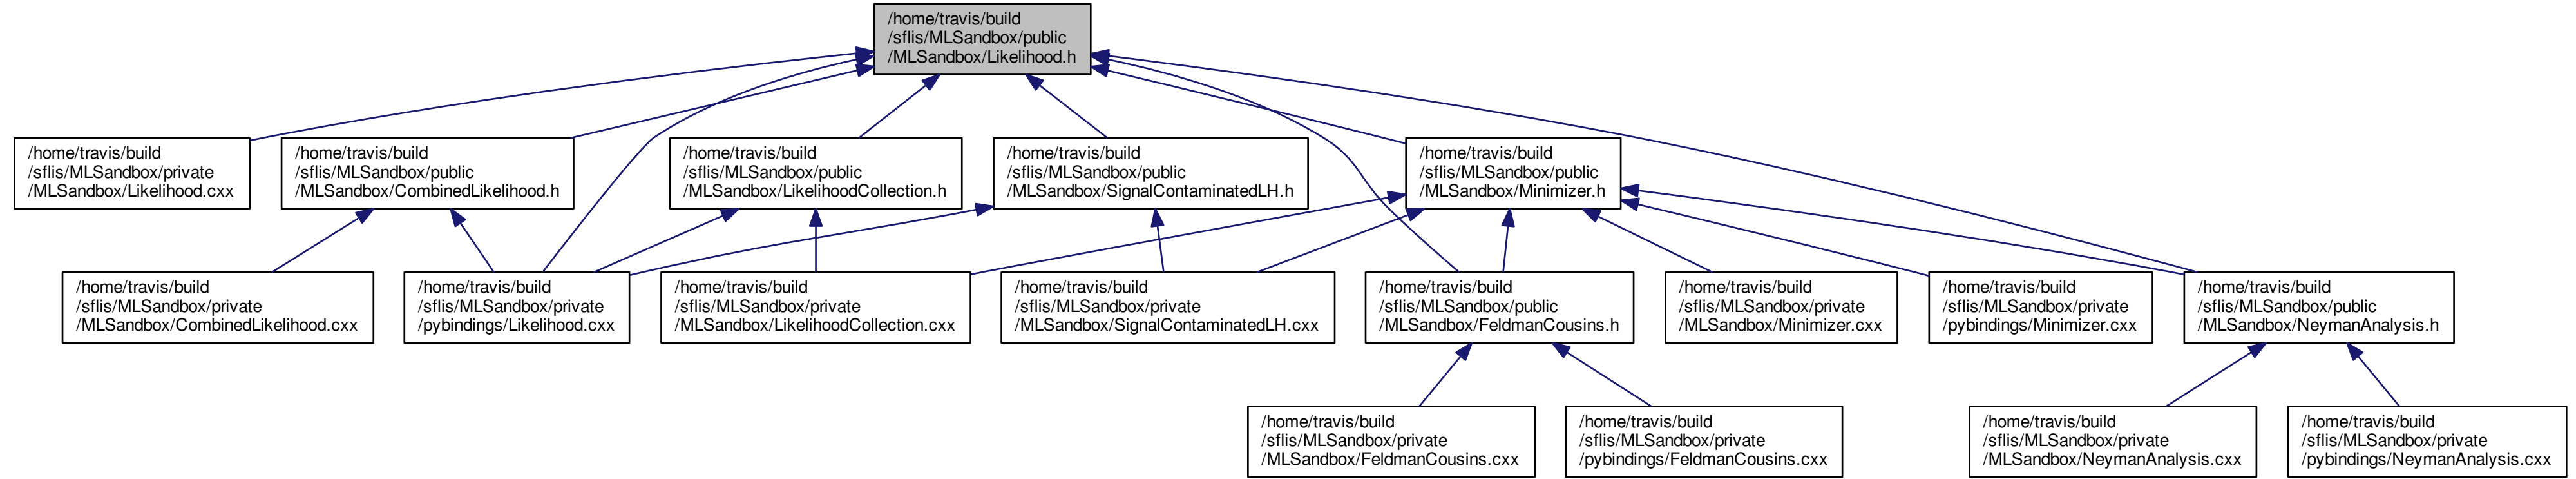 /home/travis/build
/sflis/MLSandbox/public
/MLSandbox/Likelihood.h
/home/travis/build
/sflis/MLSandbox/private
/MLSandbox/Likelihood.cxx
/home/travis/build
/sflis/MLSandbox/public
/MLSandbox/CombinedLikelihood.h
/home/travis/build
/sflis/MLSandbox/public
/MLSandbox/LikelihoodCollection.h
/home/travis/build
/sflis/MLSandbox/public
/MLSandbox/SignalContaminatedLH.h
/home/travis/build
/sflis/MLSandbox/public
/MLSandbox/Minimizer.h
/home/travis/build
/sflis/MLSandbox/private
/MLSandbox/CombinedLikelihood.cxx
/home/travis/build
/sflis/MLSandbox/private
/pybindings/Likelihood.cxx
/home/travis/build
/sflis/MLSandbox/private
/MLSandbox/LikelihoodCollection.cxx
/home/travis/build
/sflis/MLSandbox/private
/MLSandbox/SignalContaminatedLH.cxx
/home/travis/build
/sflis/MLSandbox/public
/MLSandbox/FeldmanCousins.h
/home/travis/build
/sflis/MLSandbox/private
/MLSandbox/Minimizer.cxx
/home/travis/build
/sflis/MLSandbox/private
/pybindings/Minimizer.cxx
/home/travis/build
/sflis/MLSandbox/public
/MLSandbox/NeymanAnalysis.h
/home/travis/build
/sflis/MLSandbox/private
/MLSandbox/FeldmanCousins.cxx
/home/travis/build
/sflis/MLSandbox/private
/pybindings/FeldmanCousins.cxx
/home/travis/build
/sflis/MLSandbox/private
/MLSandbox/NeymanAnalysis.cxx
/home/travis/build
/sflis/MLSandbox/private
/pybindings/NeymanAnalysis.cxx